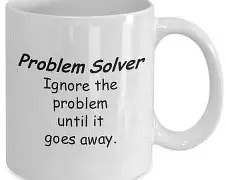 Problem Solver
Ignore the
problem
until it
goes away.